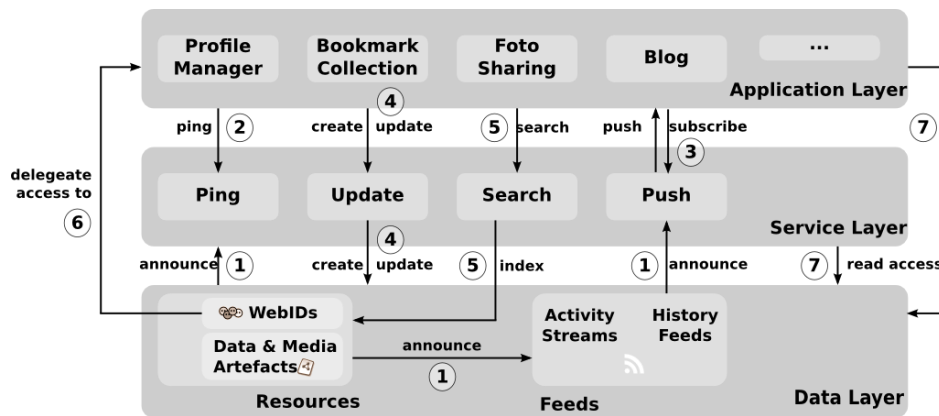 Profile
Manager
Bookmark
Collection
Foto
Sharing
Blog
...
Application Layer
ping
2
create
4
update
5
search
push
subscribe
3
7
delegeate
access to
6
Ping
Update
Search
Push
Service Layer
announce
1
create
4
update
5
index
1
announce
7
read access
WebIDs
Data & Media
Artefacts
Resources
announce
1
Activity
Streams
History
Feeds
Feeds
Data Layer